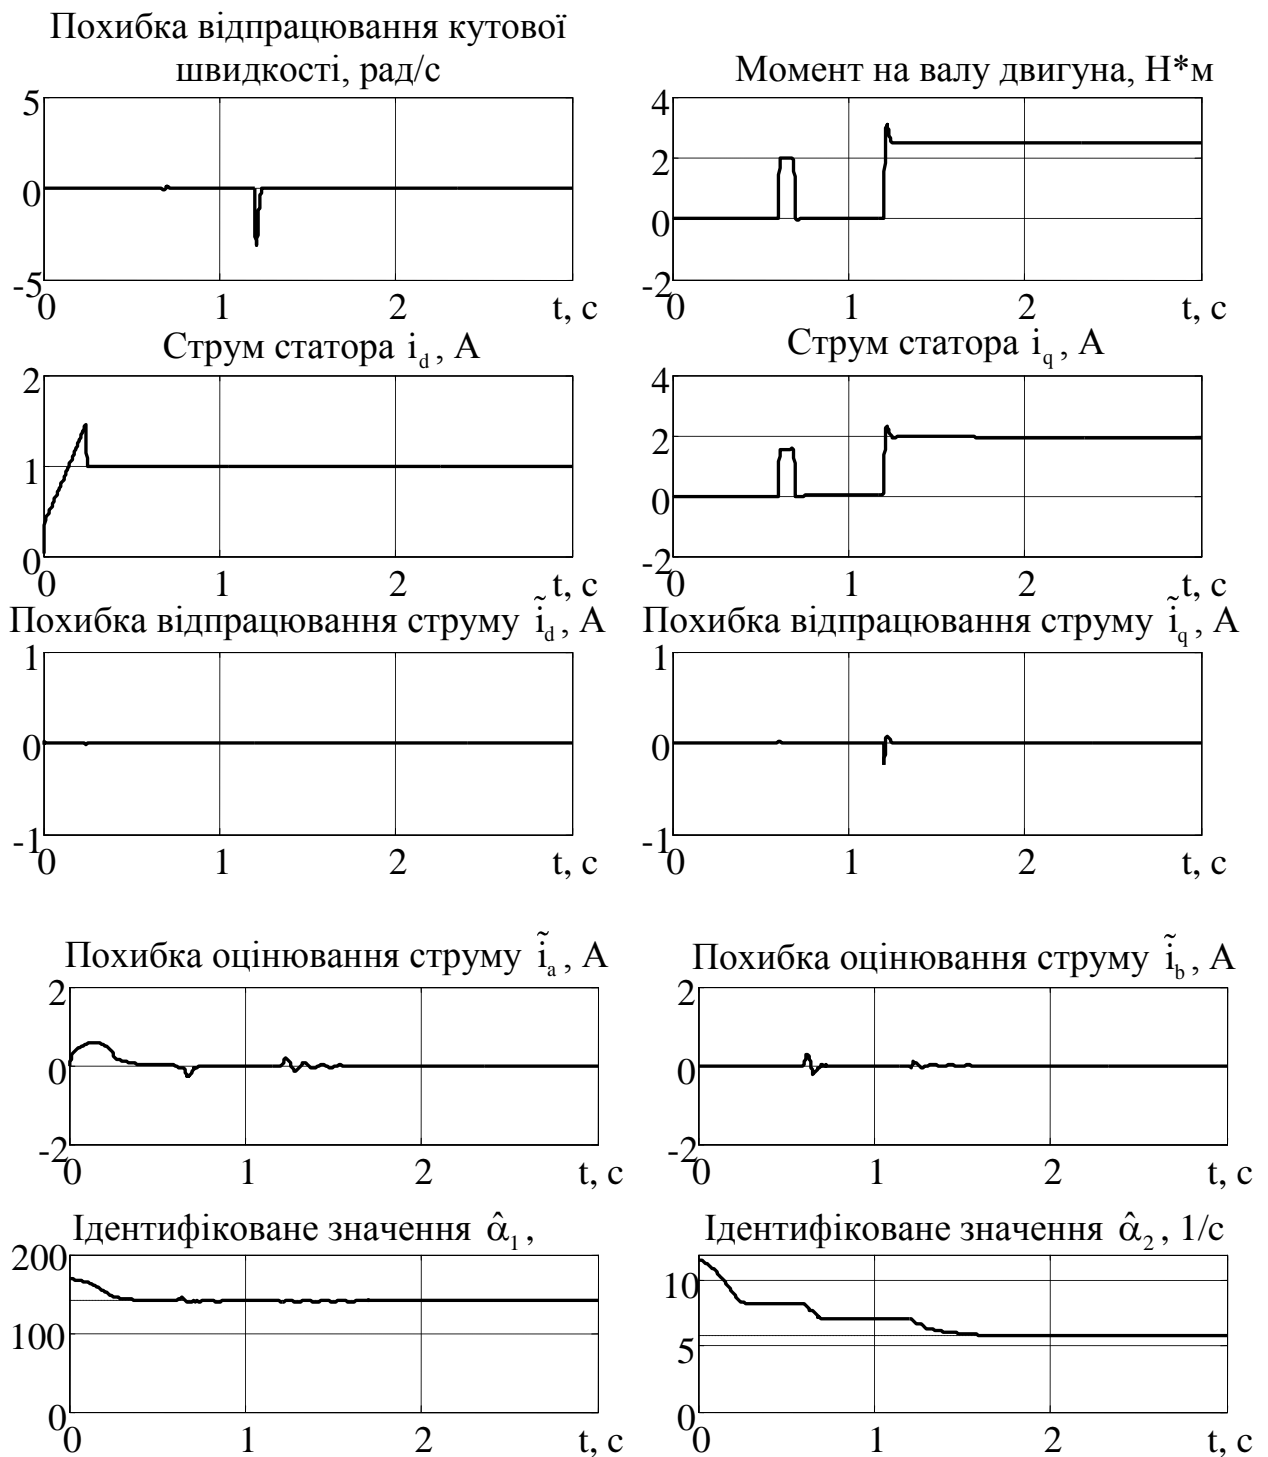 Похибка відпрацювання кутової
швидкості, рад/с
5
0
-5
0 1 2 t, с
Момент на валу двигуна, Н*м
4
2
0
-2
0 1 2 t, с
Струм статора i_d, А
2
1
0
0 1 2 t, с
Струм статора i_q, А
4
2
0
-2
0 1 2 t, с
Похибка відпрацювання струму ĩ_d, А
1
0
-1
0 1 2 t, с
Похибка відпрацювання струму ĩ_q, А
1
0
-1
0 1 2 t, с
Похибка оцінювання струму ĩ_a, А
2
0
-2
0 1 2 t, с
Похибка оцінювання струму ĩ_b, А
2
0
-2
0 1 2 t, с
Ідентифіковане значення α̂₁,
200
100
0
0 1 2 t, с
Ідентифіковане значення α̂₂, 1/с
10
5
0
0 1 2 t, с